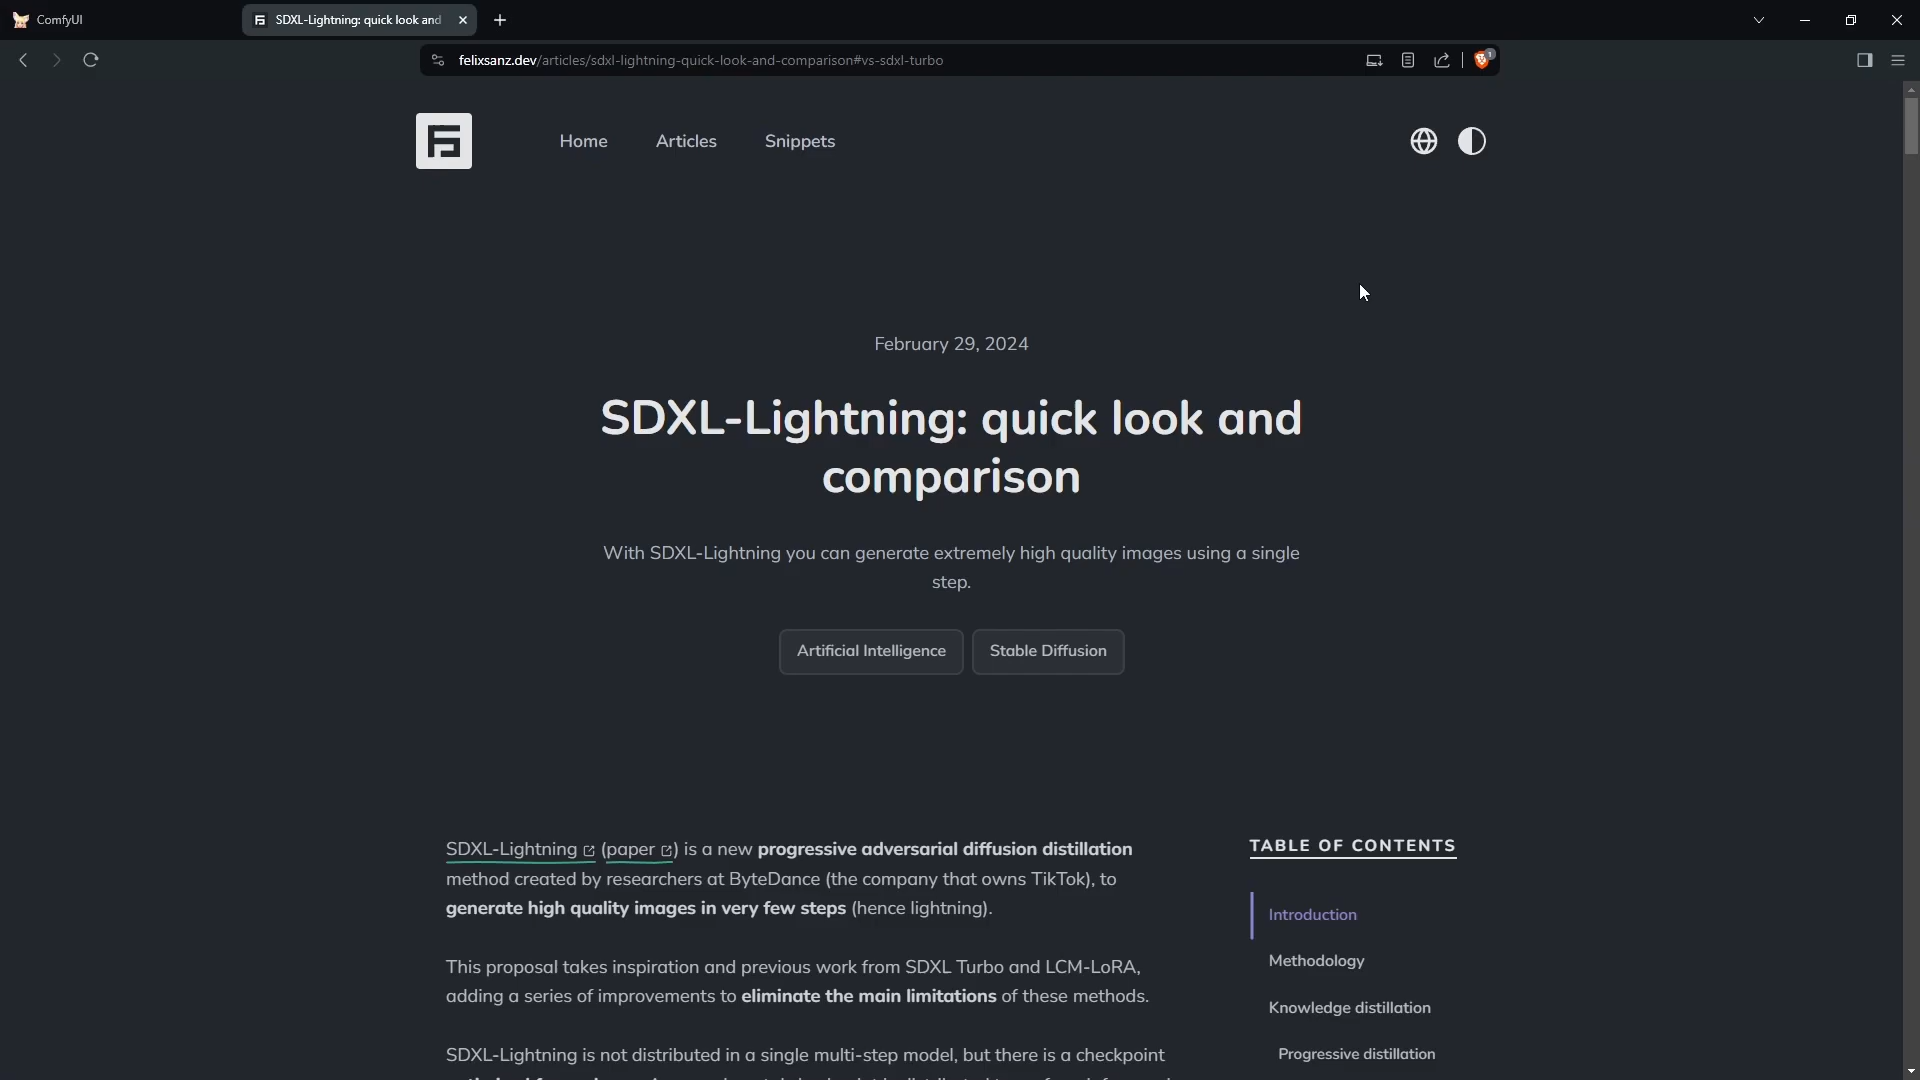 ComfyUI
SDXL-Lightning: quick look and
felixsanz.dev/articles/sdxl-lightning-quick-look-and-comparison#vs-sdxl-turbo
1
Home
Articles
Snippets
February 29, 2024
SDXL-Lightning: quick look and
comparison
With SDXL-Lightning you can generate extremely high quality images using a single
step.
Artificial Intelligence
Stable Diffusion
SDXL-Lightning (paper) is a new progressive adversarial diffusion distillation
method created by researchers at ByteDance (the company that owns TikTok), to
generate high quality images in very few steps (hence lightning).
This proposal takes inspiration and previous work from SDXL Turbo and LCM-LoRA,
adding a series of improvements to eliminate the main limitations of these methods.
SDXL-Lightning is not distributed in a single multi-step model, but there is a checkpoint
TABLE OF CONTENTS
Introduction
Methodology
Knowledge distillation
Progressive distillation